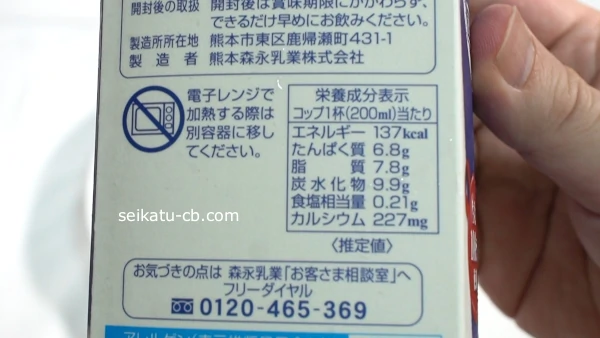 開封後の取扱 開封後は賞味期限にかかわらず、
できるだけ早めにお飲みください。
製造所所在地 熊本市東区鹿帰瀬町431-1
製造者 熊本森永乳業株式会社
電子レンジで
加熱する際は
別容器に移し
てください。
栄養成分表示
コップ1杯(200ml)当たり
エネルギー 137kcal
たんぱく質 6.8g
脂質 7.8g
炭水化物 9.9g
食塩相当量 0.21g
カルシウム 227mg
〈推定値〉
seikatu-cb.com
お気づきの点は 森永乳業「お客さま相談室」へ
フリーダイヤル
0120-465-369